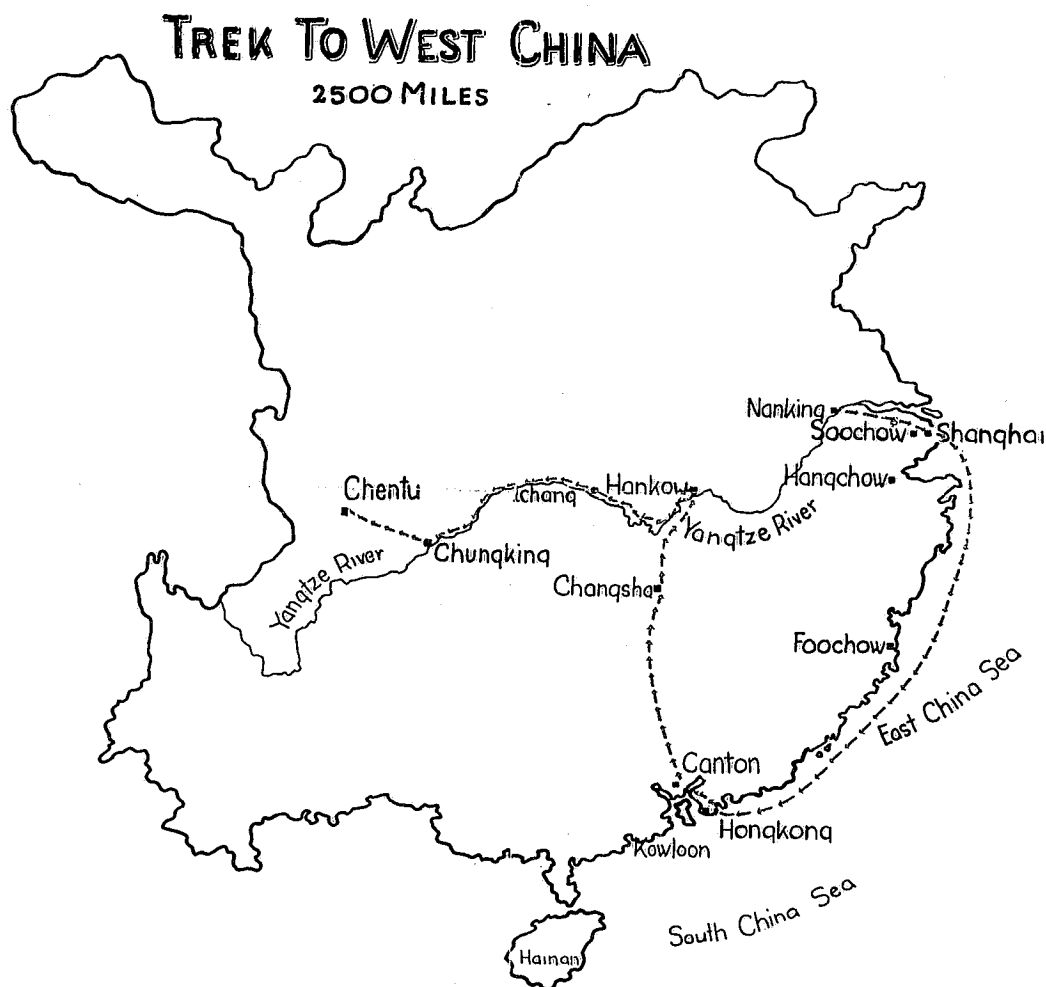 TREK TO WEST CHINA
2500 MILES
Nanking
Soochow
Shanghai
Hangchow
Hankow
Ichang
Chentu
Yangtze River
Chungking
Yangtze River
Changsha
Foochow
East China Sea
Canton
Hongkong
Kowloon
South China Sea
Hainan